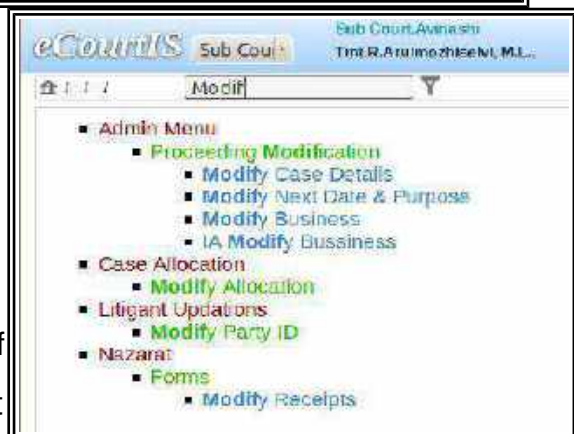 eCourtIS Sub Cour
Sub Court,Avinashi
Tmt.R.Arulmozhiselvi, M.L..
Modif
Admin Menu
Proceeding Modification
Modify Case Details
Modify Next Date & Purpose
Modify Business
IA Modify Bussiness
Case Allocation
Modify Allocation
Litigant Updations
Modify Party ID
Nazarat
Forms
Modify Receipts